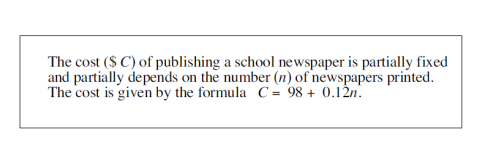 The cost ($ C) of publishing a school newspaper is partially fixed
and partially depends on the number (n) of newspapers printed.
The cost is given by the formula C = 98 + 0.12n.